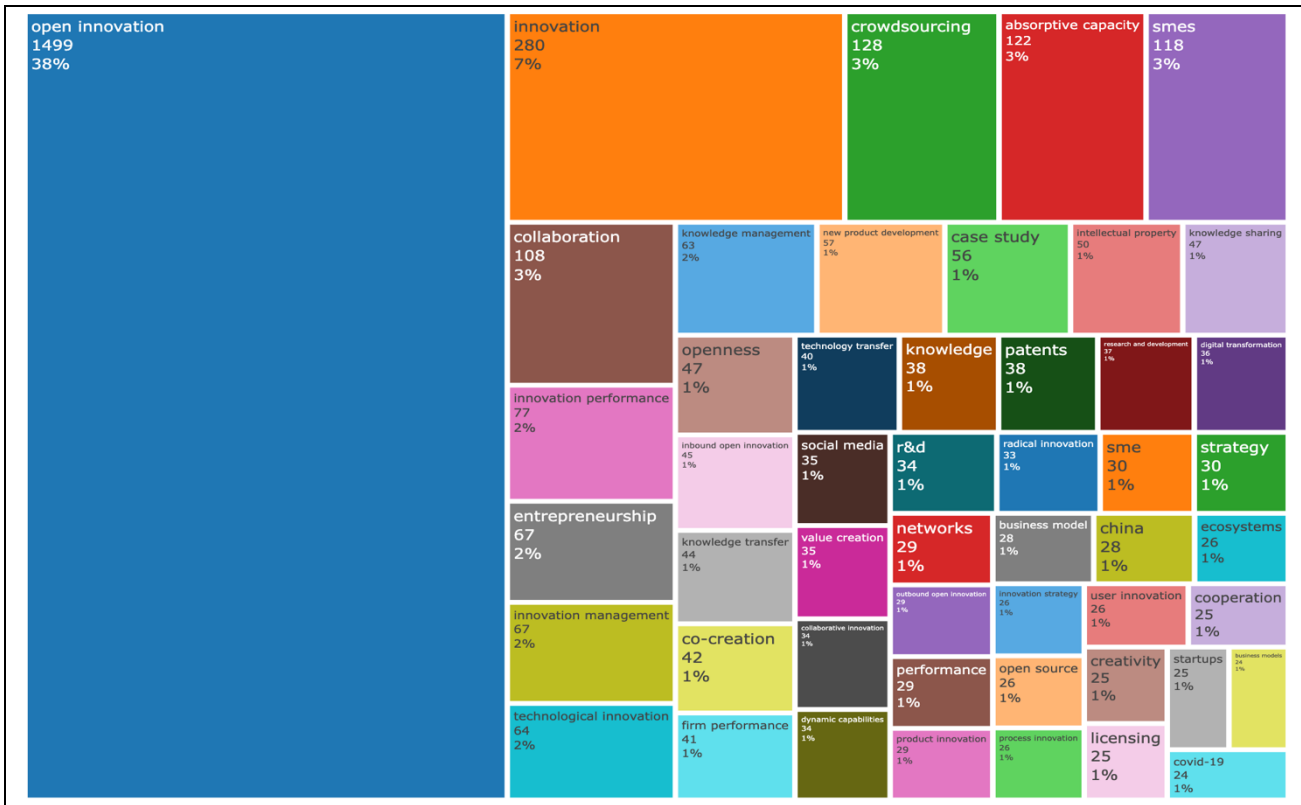 open innovation
1499
38%
innovation
280
7%
crowdsourcing
128
3%
absorptive capacity
122
3%
smes
118
3%
collaboration
108
3%
innovation performance
77
2%
entrepreneurship
67
2%
innovation management
67
2%
technological innovation
64
2%
knowledge management
63
2%
new product development
57
1%
case study
56
1%
intellectual property
50
1%
knowledge sharing
47
1%
openness
47
1%
inbound open innovation
45
1%
knowledge transfer
44
1%
co-creation
42
1%
firm performance
41
1%
technology transfer
40
1%
knowledge
38
1%
patents
38
1%
research and development
37
1%
digital transformation
36
1%
social media
35
1%
value creation
35
1%
collaborative innovation
34
1%
dynamic capabilities
34
1%
r&d
34
1%
radical innovation
33
1%
sme
30
1%
strategy
30
1%
networks
29
1%
outbound open innovation
29
1%
performance
29
1%
product innovation
29
1%
business model
28
1%
china
28
1%
ecosystems
26
1%
innovation strategy
26
1%
open source
26
1%
process innovation
26
1%
user innovation
26
1%
cooperation
25
1%
creativity
25
1%
licensing
25
1%
startups
25
1%
business models
24
1%
covid-19
24
1%